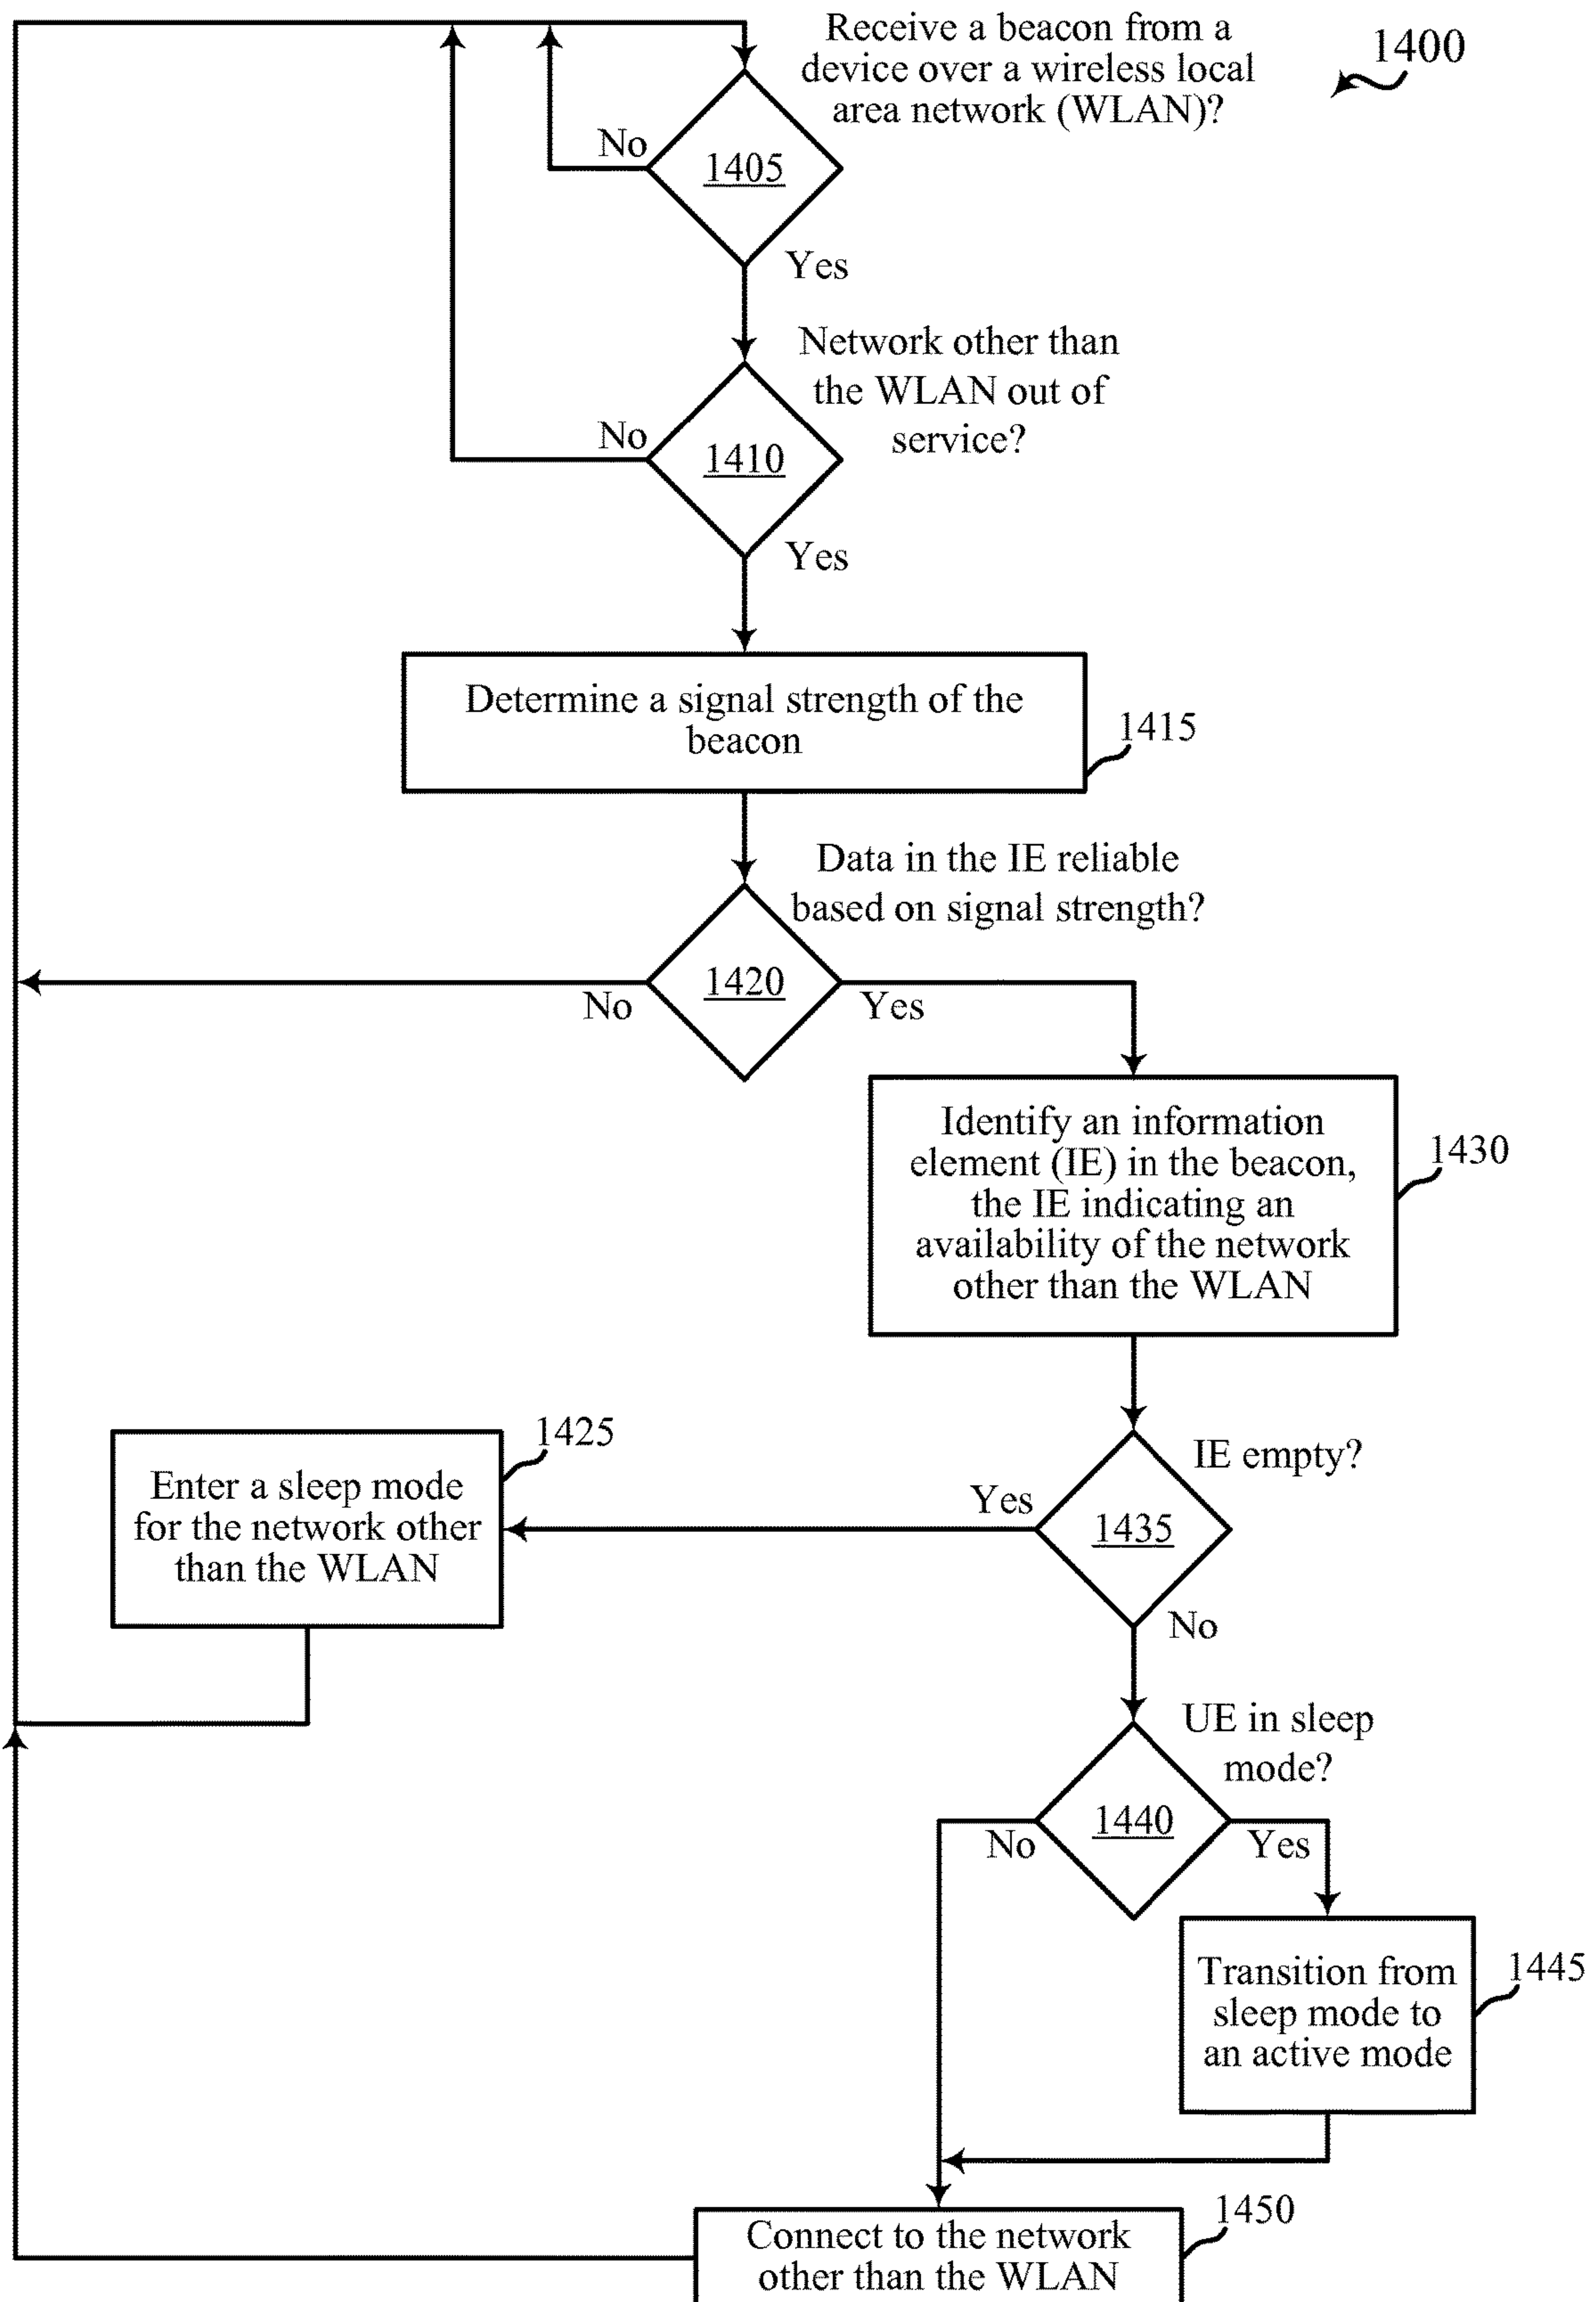 Receive a beacon from a
device over a wireless local
area network (WLAN)?
1400
No
1405
Yes
Network other than
the WLAN out of
service?
No
1410
Yes
Determine a signal strength of the
beacon
1415
Data in the IE reliable
based on signal strength?
1420
No
Yes
Identify an information
element (IE) in the beacon,
the IE indicating an
availability of the network
other than the WLAN
1430
1425
Enter a sleep mode
for the network other
than the WLAN
IE empty?
Yes
1435
No
UE in sleep
mode?
1440
No
Yes
Transition from
sleep mode to
an active mode
1445
1450
Connect to the network
other than the WLAN